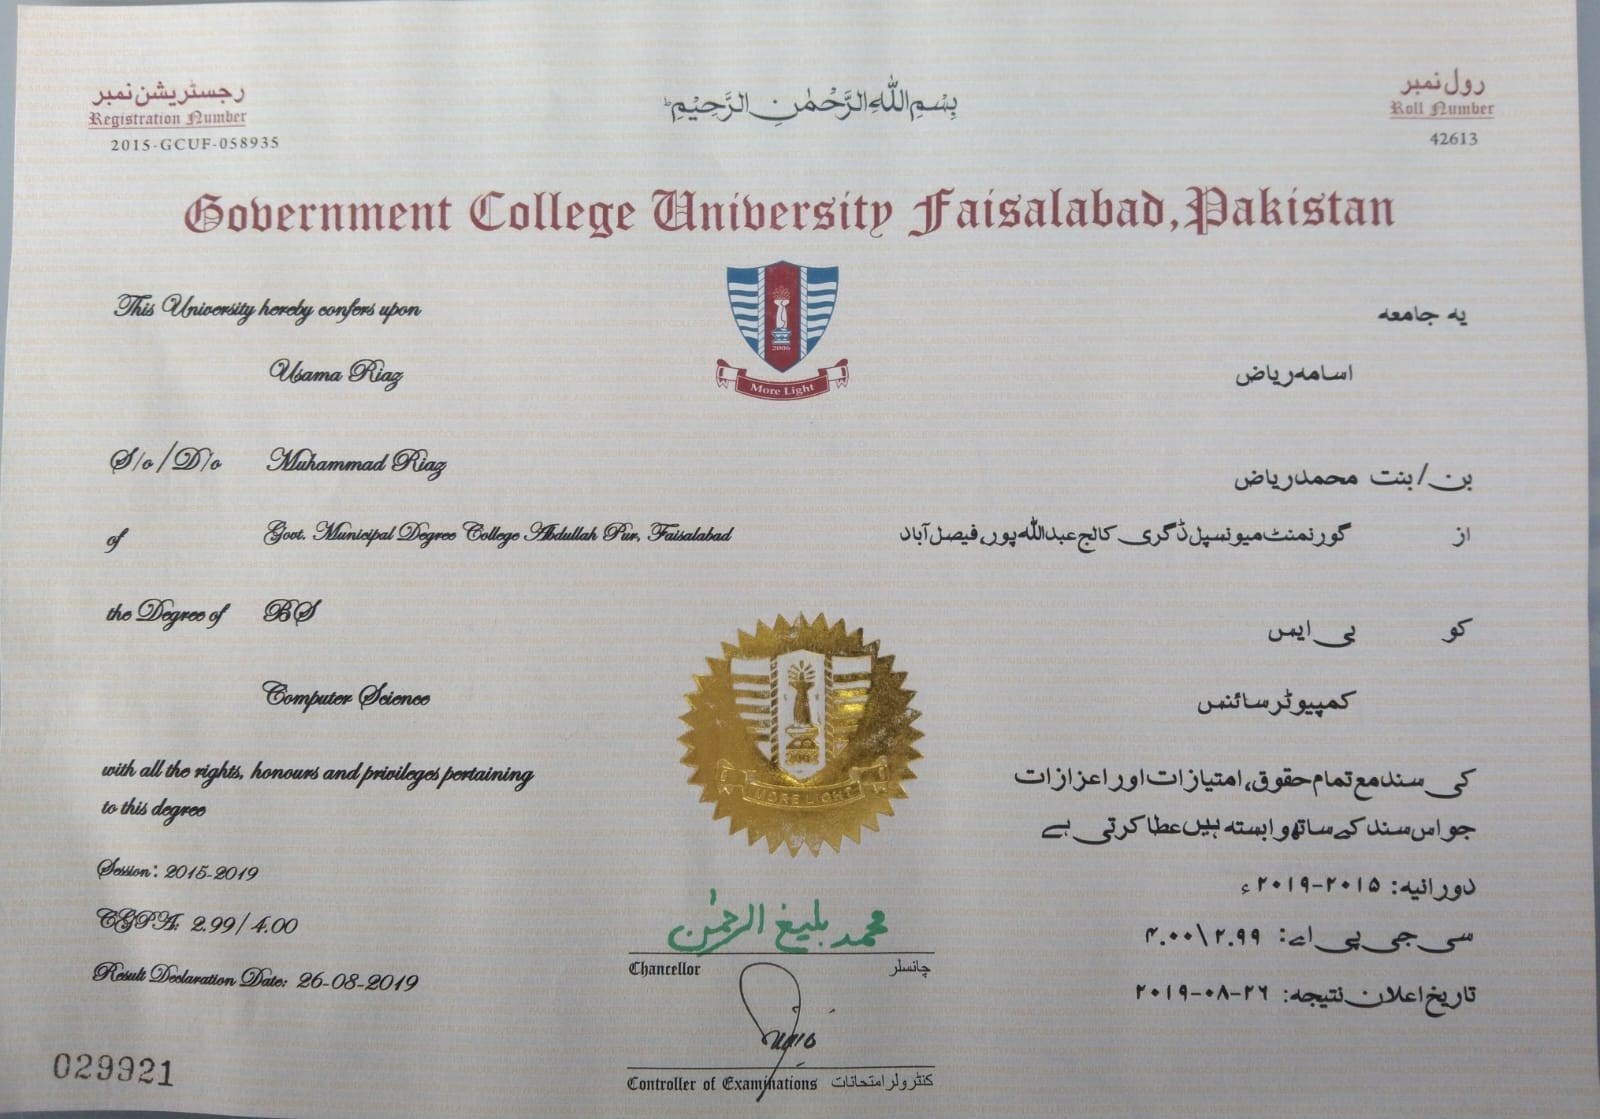 رجسٹریشن نمبر
Registration Number
2015-GCUF-058935
بِسْمِ اللهِ الرَّحْمٰنِ الرَّحِيْمِ
رول نمبر
Roll Number
42613
Government College University Faisalabad, Pakistan
2006
More Light
This University hereby confers upon
یہ جامعہ
Usama Riaz
اسامہ ریاض
S/o / D/o Muhammad Riaz
بن / بنت محمد ریاض
of Govt. Municipal Degree College Abdullah Pur, Faisalabad
از گورنمنٹ میونسپل ڈگری کالج عبداللہ پور، فیصل آباد
the Degree of BS
کو بی ایس
Computer Science
کمپیوٹر سائنس
with all the rights, honours and privileges pertaining
to this degree
کی سند مع تمام حقوق، امتیازات اور اعزازات
جو اس سند کے ساتھ وابستہ ہیں عطا کرتی ہے
MORE LIGHT
Session: 2015-2019
دورانیہ: ۲۰۱۵-۲۰۱۹ء
CGPA: 2.99/4.00
سی جی پی اے: ۲.۹۹\۴.۰۰
Result Declaration Date: 26-08-2019
تاریخ اعلان نتیجہ: ۲۶-۰۸-۲۰۱۹
محمد بلیغ الرحمٰن
Chancellor چانسلر
Controller of Examinations کنٹرولر امتحانات
029921